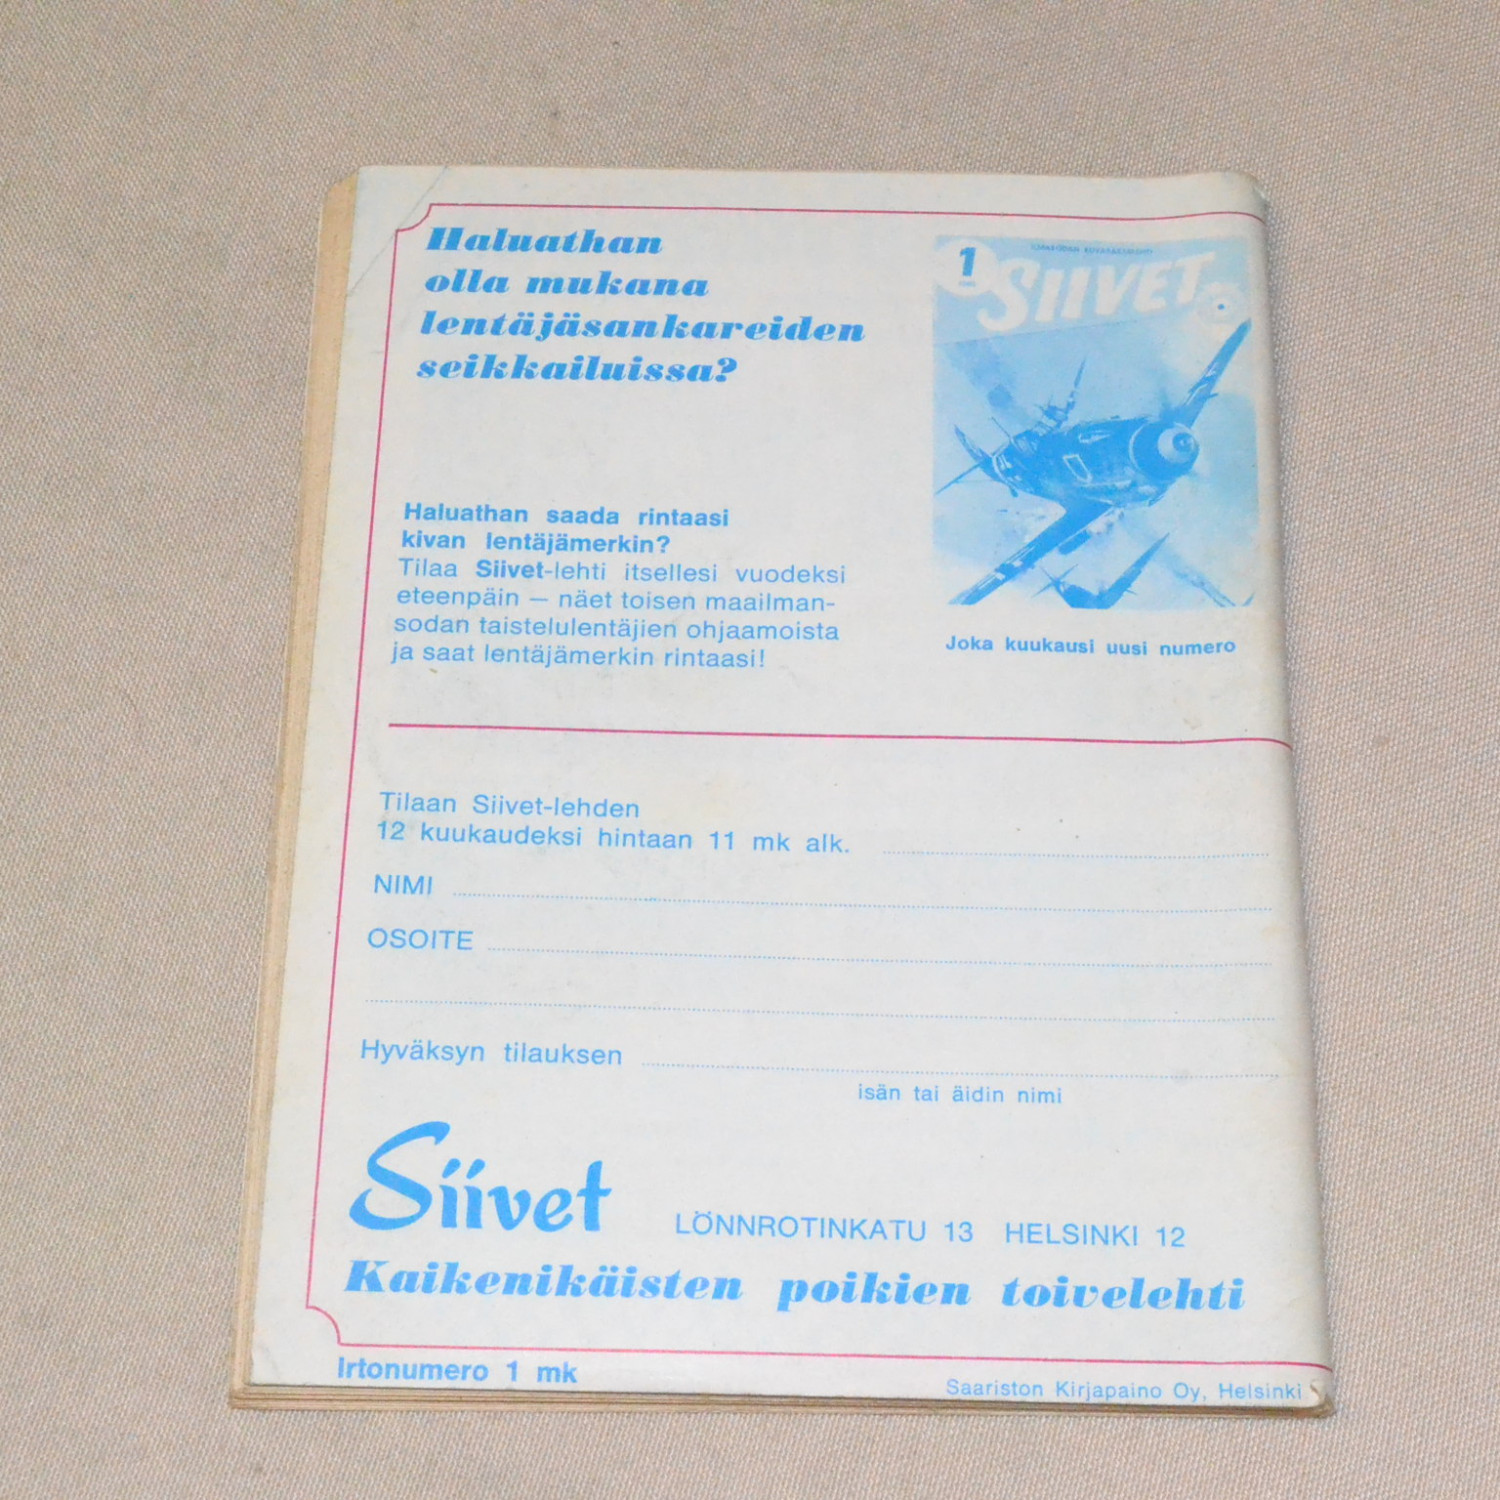 Haluathan
olla mukana
lentäjäsankareiden
seikkailuissa?
1
SIIVET
Haluathan saada rintaasi
kivan lentäjämerkin?
Tilaa Siivet-lehti itsellesi vuodeksi
eteenpäin — näet toisen maailman-
sodan taistelulentäjien ohjaamoista
ja saat lentäjämerkin rintaasi!
Joka kuukausi uusi numero
Tilaan Siivet-lehden
12 kuukaudeksi hintaan 11 mk alk.
NIMI
OSOITE
Hyväksyn tilauksen
isän tai äidin nimi
Siivet
LÖNNROTINKATU 13 HELSINKI 12
Kaikenikäisten poikien toivelehti
Irtonumero 1 mk
Saariston Kirjapaino Oy, Helsinki